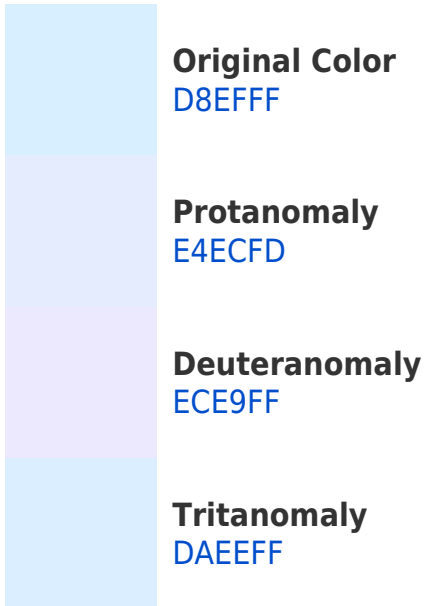 Original Color
D8EFFF
Protanomaly
E4ECFD
Deuteranomaly
ECE9FF
Tritanomaly
DAEEFF